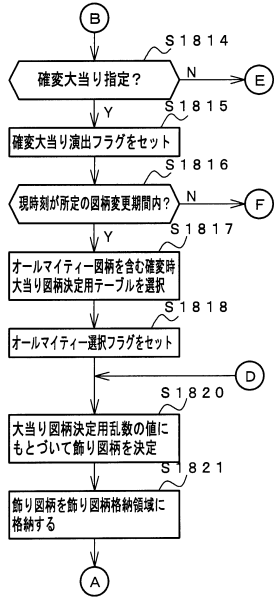 B
S1814
確変大当り指定？
N
E
Y
S1815
確変大当り演出フラグをセット
S1816
現時刻が所定の図柄変更期間内？
N
F
Y
S1817
オールマイティー図柄を含む確変時
大当り図柄決定用テーブルを選択
S1818
オールマイティー選択フラグをセット
D
S1820
大当り図柄決定用乱数の値に
もとづいて飾り図柄を決定
S1821
飾り図柄を飾り図柄格納領域に
格納する
A